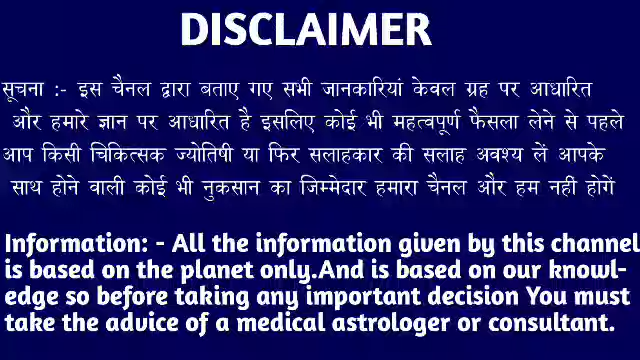 DISCLAIMER
सूचना :- इस चैनल द्वारा बताए गए सभी जानकारियां केवल ग्रह पर आधारित
और हमारे ज्ञान पर आधारित है इसलिए कोई भी महत्वपूर्ण फैसला लेने से पहले
आप किसी चिकित्सक ज्योतिषी या फिर सलाहकार की सलाह अवश्य लें आपके
साथ होने वाली कोई भी नुकसान का जिम्मेदार हमारा चैनल और हम नहीं होगें
Information: - All the information given by this channel
is based on the planet only.And is based on our knowl-
edge so before taking any important decision You must
take the advice of a medical astrologer or consultant.